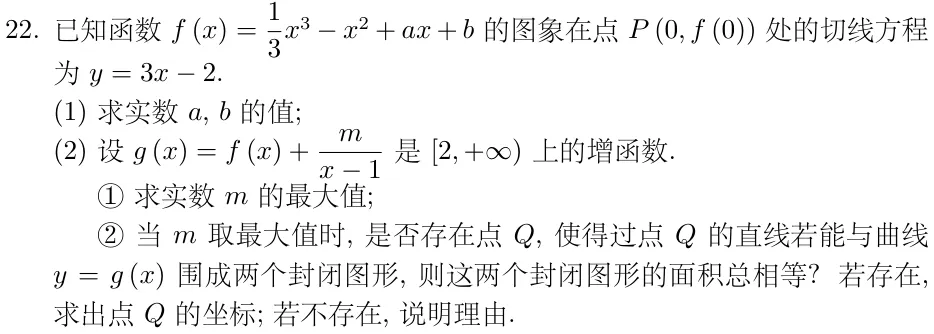 22. 已知函数 f (x) = \frac{1}{3}x³ − x² + ax + b 的图象在点 P (0, f (0)) 处的切线方程
为 y = 3x − 2.
(1) 求实数 a, b 的值;
(2) 设 g (x) = f (x) + \frac{m}{x − 1} 是 [2, +∞) 上的增函数.
① 求实数 m 的最大值;
② 当 m 取最大值时, 是否存在点 Q, 使得过点 Q 的直线若能与曲线
y = g (x) 围成两个封闭图形, 则这两个封闭图形的面积总相等? 若存在,
求出点 Q 的坐标; 若不存在, 说明理由.